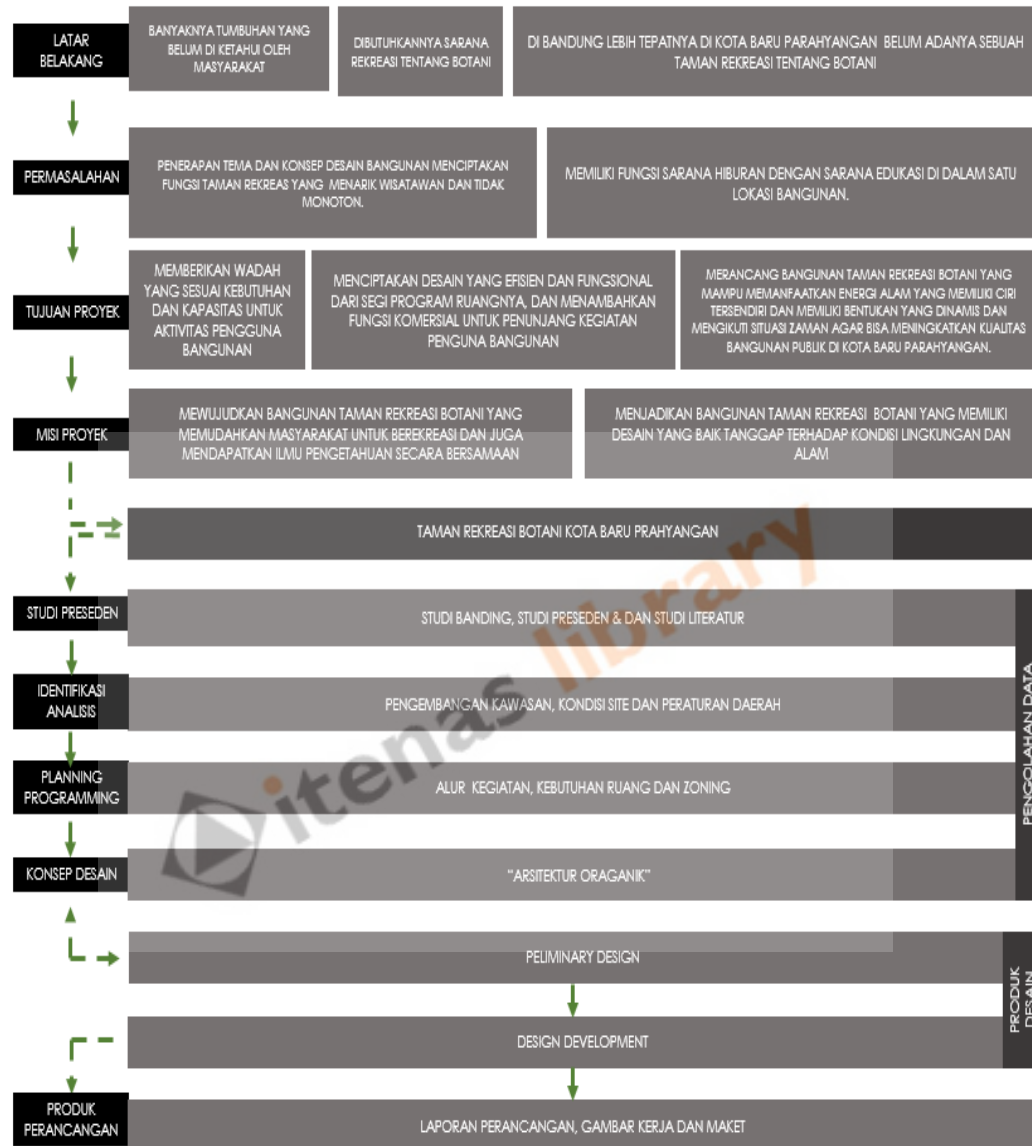 LATAR
BELAKANG
BANYAKNYA TUMBUHAN YANG
BELUM DI KETAHUI OLEH
MASYARAKAT
DIBUTUHKANNYA SARANA
REKREASI TENTANG BOTANI
DI BANDUNG LEBIH TEPATNYA DI KOTA BARU PARAHYANGAN BELUM ADANYA SEBUAH
TAMAN REKREASI TENTANG BOTANI
PERMASALAHAN
PENERAPAN TEMA DAN KONSEP DESAIN BANGUNAN MENCIPTAKAN
FUNGSI TAMAN REKREAS YANG MENARIK WISATAWAN DAN TIDAK
MONOTON.
MEMILIKI FUNGSI SARANA HIBURAN DENGAN SARANA EDUKASI DI DALAM SATU
LOKASI BANGUNAN.
TUJUAN PROYEK
MEMBERIKAN WADAH
YANG SESUAI KEBUTUHAN
DAN KAPASITAS UNTUK
AKTIVITAS PENGGUNA
BANGUNAN
MENCIPTAKAN DESAIN YANG EFISIEN DAN FUNGSIONAL
DARI SEGI PROGRAM RUANGNYA, DAN MENAMBAHKAN
FUNGSI KOMERSIAL UNTUK PENUNJANG KEGIATAN
PENGUNA BANGUNAN
MERANCANG BANGUNAN TAMAN REKREASI BOTANI YANG
MAMPU MEMANFAATKAN ENERGI ALAM YANG MEMILIKI CIRI
TERSENDIRI DAN MEMILIKI BENTUKAN YANG DINAMIS DAN
MENGIKUTI SITUASI ZAMAN AGAR BISA MENINGKATKAN KUALITAS
BANGUNAN PUBLIK DI KOTA BARU PARAHYANGAN.
MISI PROYEK
MEWUJUDKAN BANGUNAN TAMAN REKREASI BOTANI YANG
MEMUDAHKAN MASYARAKAT UNTUK BEREKREASI DAN JUGA
MENDAPATKAN ILMU PENGETAHUAN SECARA BERSAMAAN
MENJADIKAN BANGUNAN TAMAN REKREASI BOTANI YANG MEMILIKI
DESAIN YANG BAIK TANGGAP TERHADAP KONDISI LINGKUNGAN DAN
ALAM
TAMAN REKREASI BOTANI KOTA BARU PRAHYANGAN
STUDI PRESEDEN
STUDI BANDING, STUDI PRESEDEN & DAN STUDI LITERATUR
IDENTIFIKASI
ANALISIS
PENGEMBANGAN KAWASAN, KONDISI SITE DAN PERATURAN DAERAH
PLANNING
PROGRAMMING
ALUR KEGIATAN, KEBUTUHAN RUANG DAN ZONING
KONSEP DESAIN
"ARSITEKTUR ORAGANIK"
PENGOLAHAN DATA
PELIMINARY DESIGN
DESIGN DEVELOPMENT
PRODUK
DESAIN
PRODUK
PERANCANGAN
LAPORAN PERANCANGAN, GAMBAR KERJA DAN MAKET
itenas library